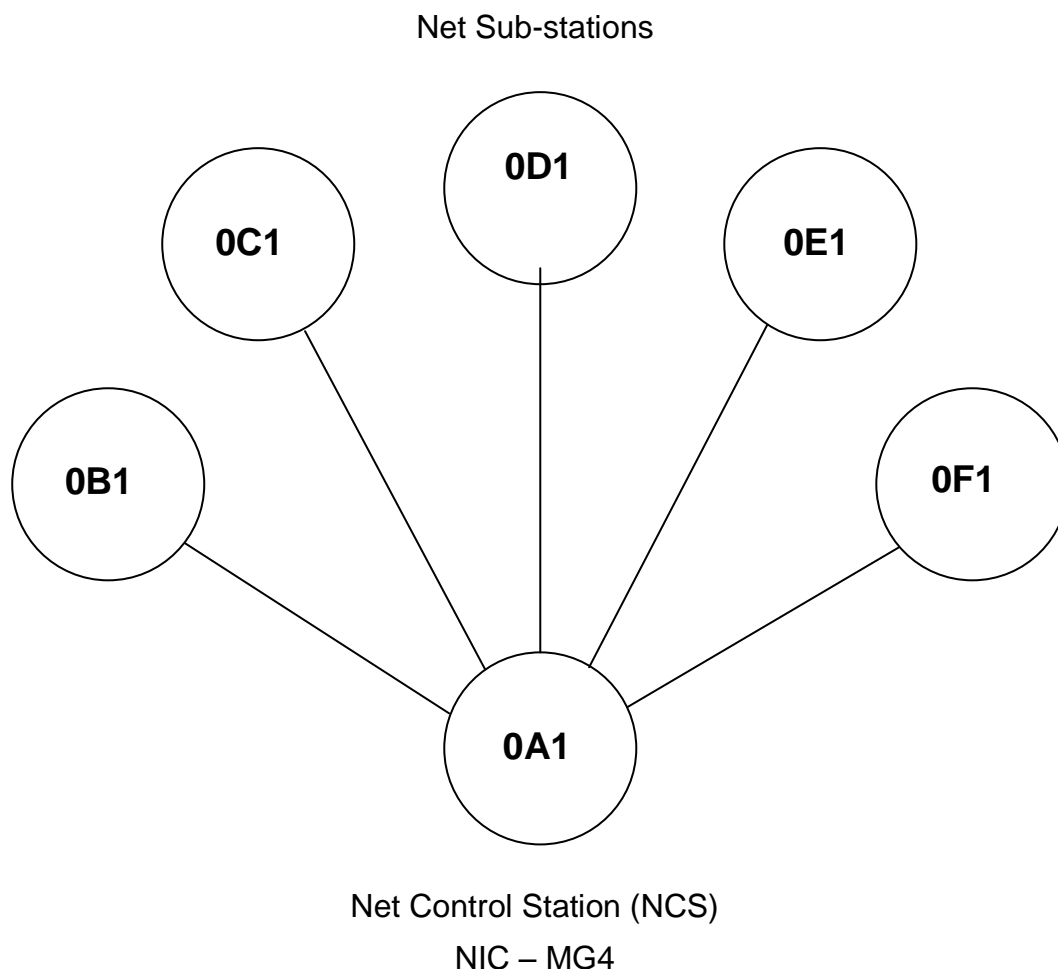 Net Sub-stations
0D1
0C1
0E1
0B1
0F1
0A1
Net Control Station (NCS)
NIC – MG4